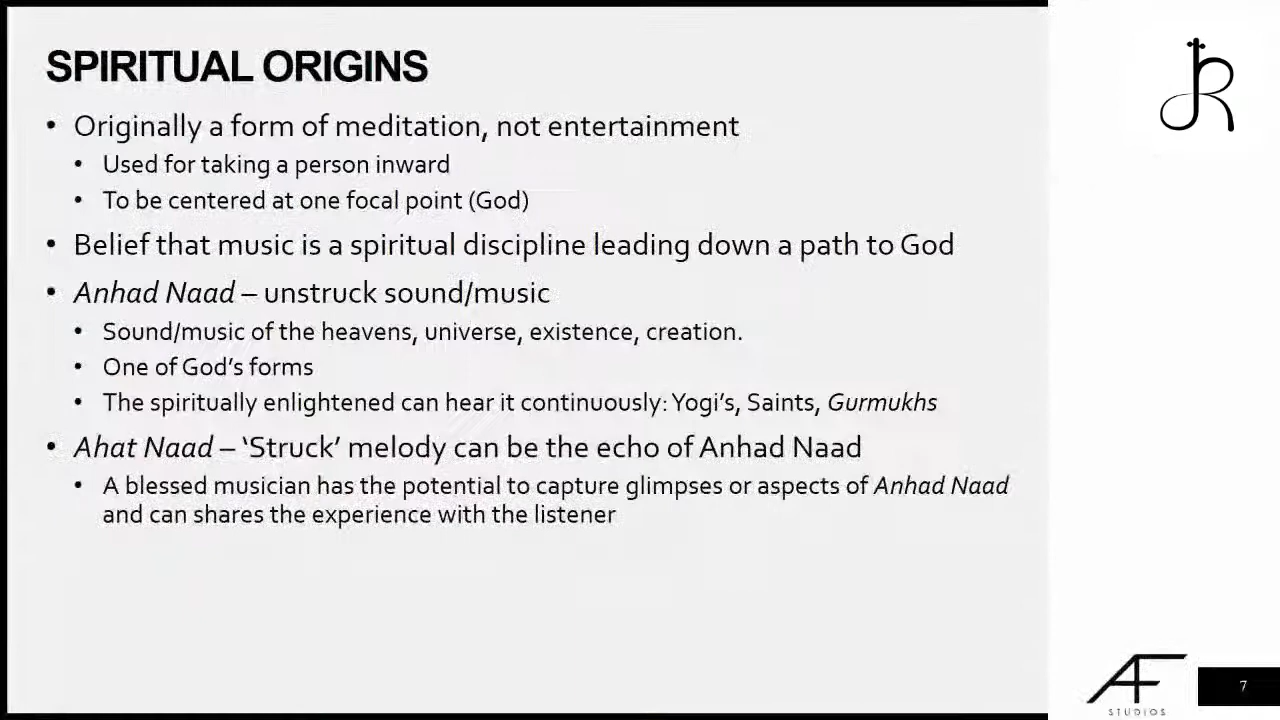 SPIRITUAL ORIGINS
• Originally a form of meditation, not entertainment
• Used for taking a person inward
• To be centered at one focal point (God)
• Belief that music is a spiritual discipline leading down a path to God
• Anhad Naad – unstruck sound/music
• Sound/music of the heavens, universe, existence, creation.
• One of God’s forms
• The spiritually enlightened can hear it continuously: Yogi’s, Saints, Gurmukhs
• Ahat Naad – ‘Struck’ melody can be the echo of Anhad Naad
• A blessed musician has the potential to capture glimpses or aspects of Anhad Naad
and can shares the experience with the listener
AF
STUDIOS
7